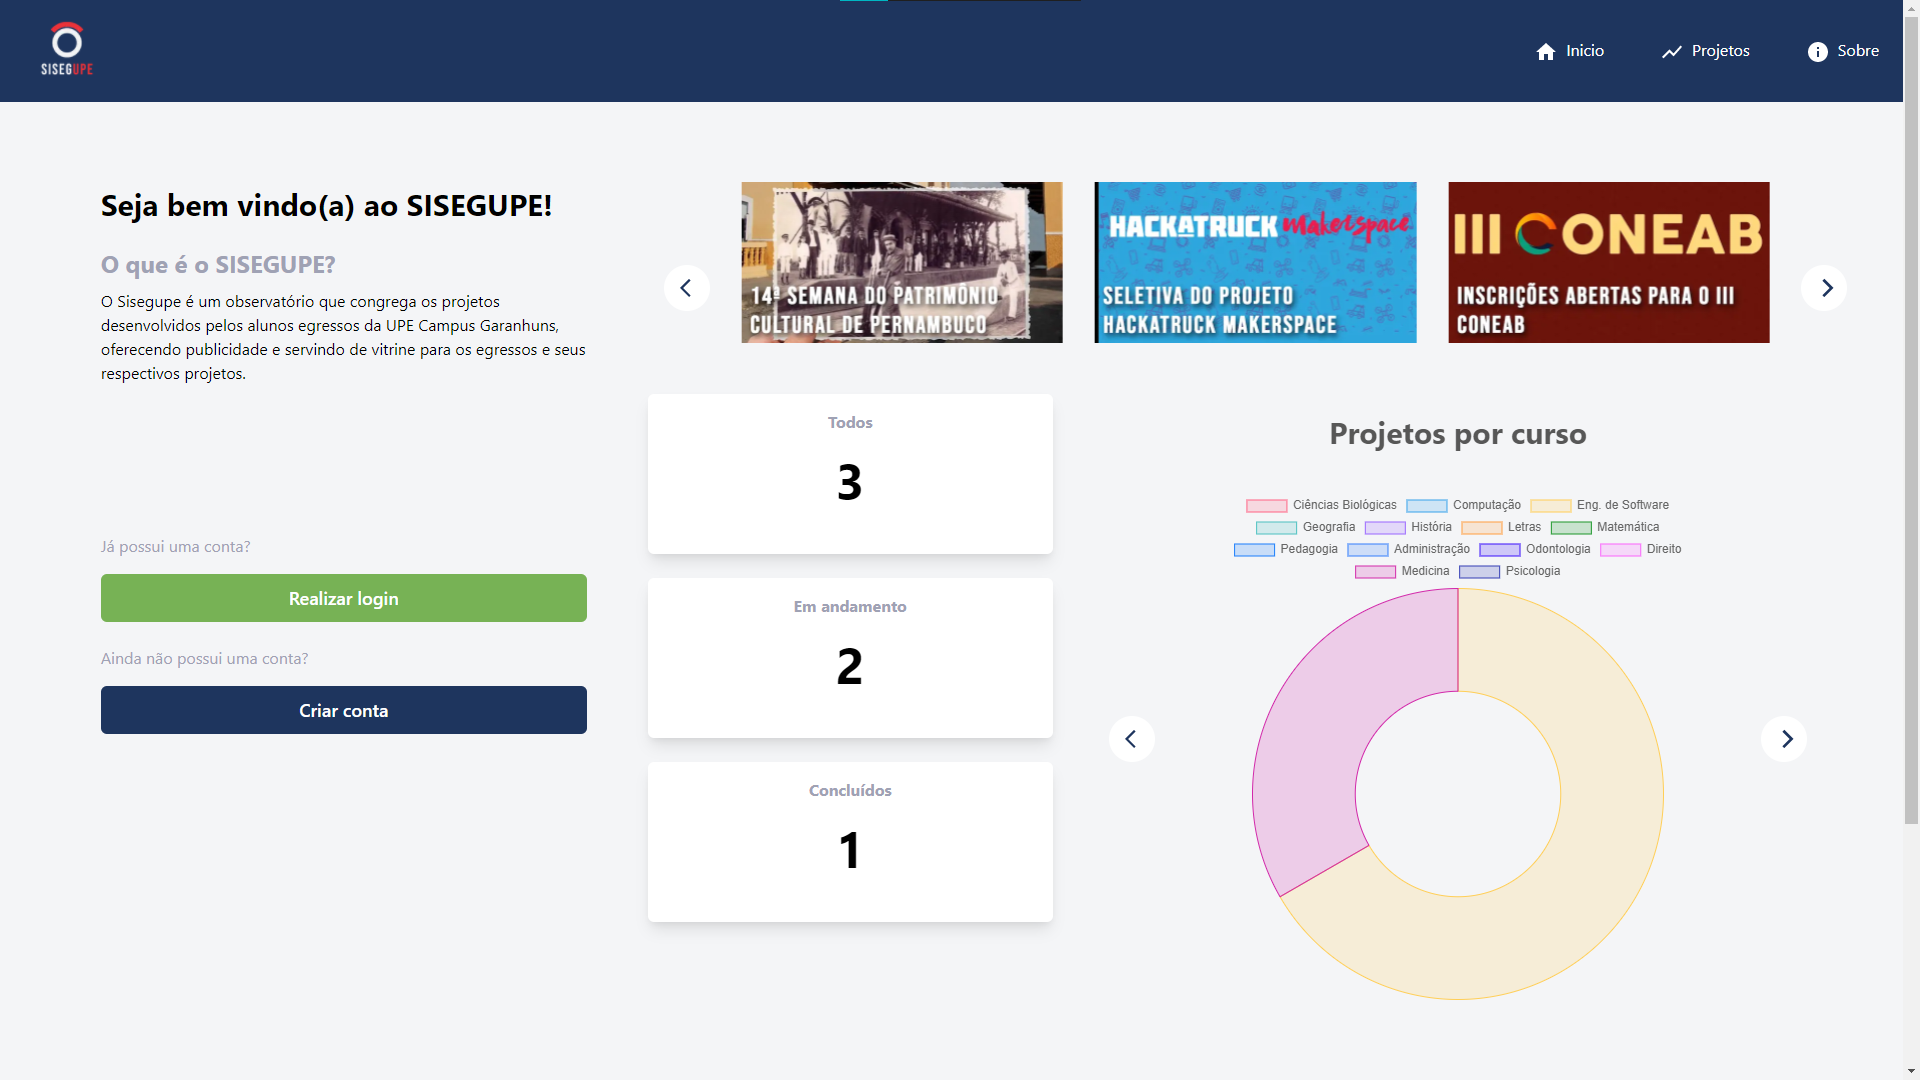 SISEGUPE
Inicio
Projetos
Sobre
Seja bem vindo(a) ao SISEGUPE!
O que é o SISEGUPE?
O Sisegupe é um observatório que congrega os projetos
desenvolvidos pelos alunos egressos da UPE Campus Garanhuns,
oferecendo publicidade e servindo de vitrine para os egressos e seus
respectivos projetos.
Já possui uma conta?
Realizar login
Ainda não possui uma conta?
Criar conta
14ª SEMANA DO PATRIMÔNIO
CULTURAL DE PERNAMBUCO
HACKATRUCK makerspace
SELETIVA DO PROJETO
HACKATRUCK MAKERSPACE
III CONEAB
INSCRIÇÕES ABERTAS PARA O III
CONEAB
Todos
3
Em andamento
2
Concluídos
1
Projetos por curso
Ciências Biológicas
Computação
Eng. de Software
Geografia
História
Letras
Matemática
Pedagogia
Administração
Odontologia
Direito
Medicina
Psicologia